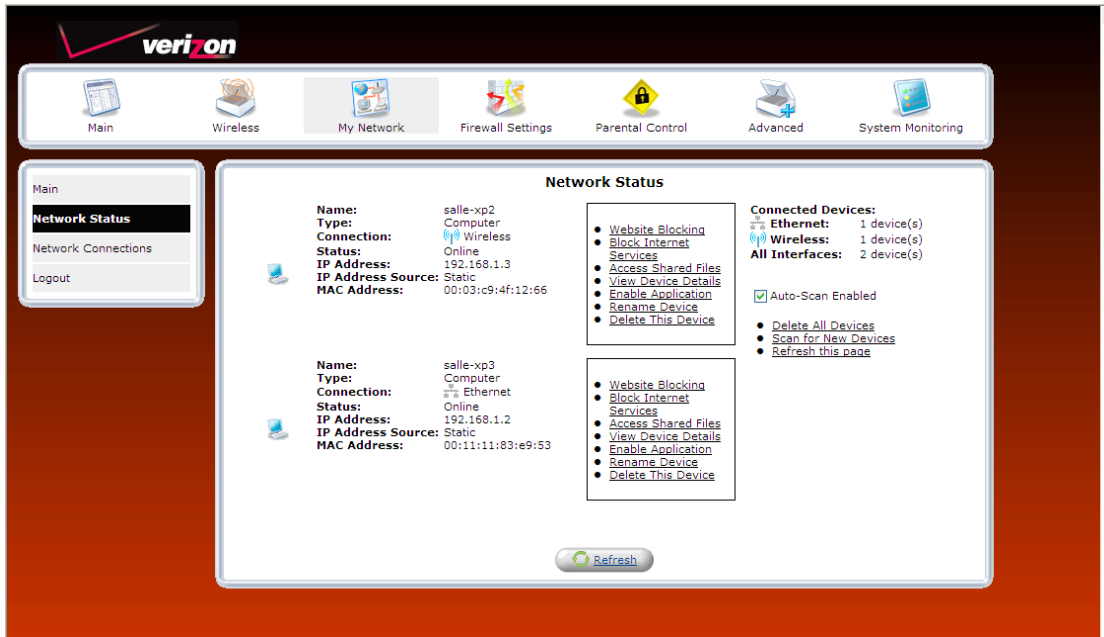 verizon
Main Wireless My Network Firewall Settings Parental Control Advanced System Monitoring
Main
Network Status
Network Connections
Logout
Network Status
Name: salle-xp2
Type: Computer
Connection: Wireless
Status: Online
IP Address: 192.168.1.3
IP Address Source: Static
MAC Address: 00:03:c9:4f:12:66
Website Blocking
Block Internet
Services
Access Shared Files
View Device Details
Enable Application
Rename Device
Delete This Device
Connected Devices:
Ethernet: 1 device(s)
Wireless: 1 device(s)
All Interfaces: 2 device(s)
Auto-Scan Enabled
Delete All Devices
Scan for New Devices
Refresh this page
Name: salle-xp3
Type: Computer
Connection: Ethernet
Status: Online
IP Address: 192.168.1.2
IP Address Source: Static
MAC Address: 00:11:11:83:e9:53
Website Blocking
Block Internet
Services
Access Shared Files
View Device Details
Enable Application
Rename Device
Delete This Device
Refresh